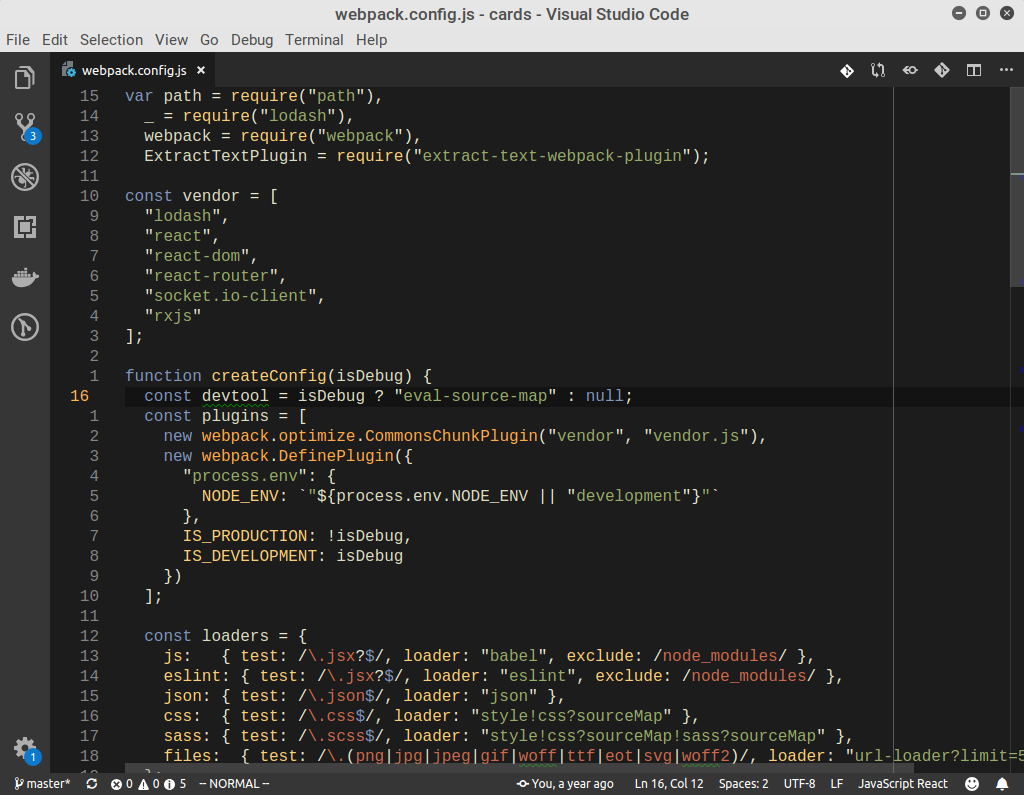 webpack.config.js - cards - Visual Studio Code
File Edit Selection View Go Debug Terminal Help
webpack.config.js ×
15 var path = require("path"),
14   _ = require("lodash"),
13   webpack = require("webpack"),
12   ExtractTextPlugin = require("extract-text-webpack-plugin");
11
10 const vendor = [
9   "lodash",
8   "react",
7   "react-dom",
6   "react-router",
5   "socket.io-client",
4   "rxjs"
3 ];
2
1 function createConfig(isDebug) {
16   const devtool = isDebug ? "eval-source-map" : null;
1   const plugins = [
2     new webpack.optimize.CommonsChunkPlugin("vendor", "vendor.js"),
3     new webpack.DefinePlugin({
4       "process.env": {
5         NODE_ENV: `"${process.env.NODE_ENV || "development"}"`
6       },
7       IS_PRODUCTION: !isDebug,
8       IS_DEVELOPMENT: isDebug
9     })
10   ];
11
12   const loaders = {
13     js:   { test: /\.jsx?$/, loader: "babel", exclude: /node_modules/ },
14     eslint: { test: /\.jsx?$/, loader: "eslint", exclude: /node_modules/ },
15     json: { test: /\.json$/, loader: "json" },
16     css:  { test: /\.css$/, loader: "style!css?sourceMap" },
17     sass: { test: /\.scss$/, loader: "style!css?sourceMap!sass?sourceMap" },
18     files:  { test: /\.(png|jpg|jpeg|gif|woff|ttf|eot|svg|woff2)/, loader: "url-loader?limit=5
3
1
master* 0 0 5 -- NORMAL -- You, a year ago Ln 16, Col 12 Spaces: 2 UTF-8 LF JavaScript React